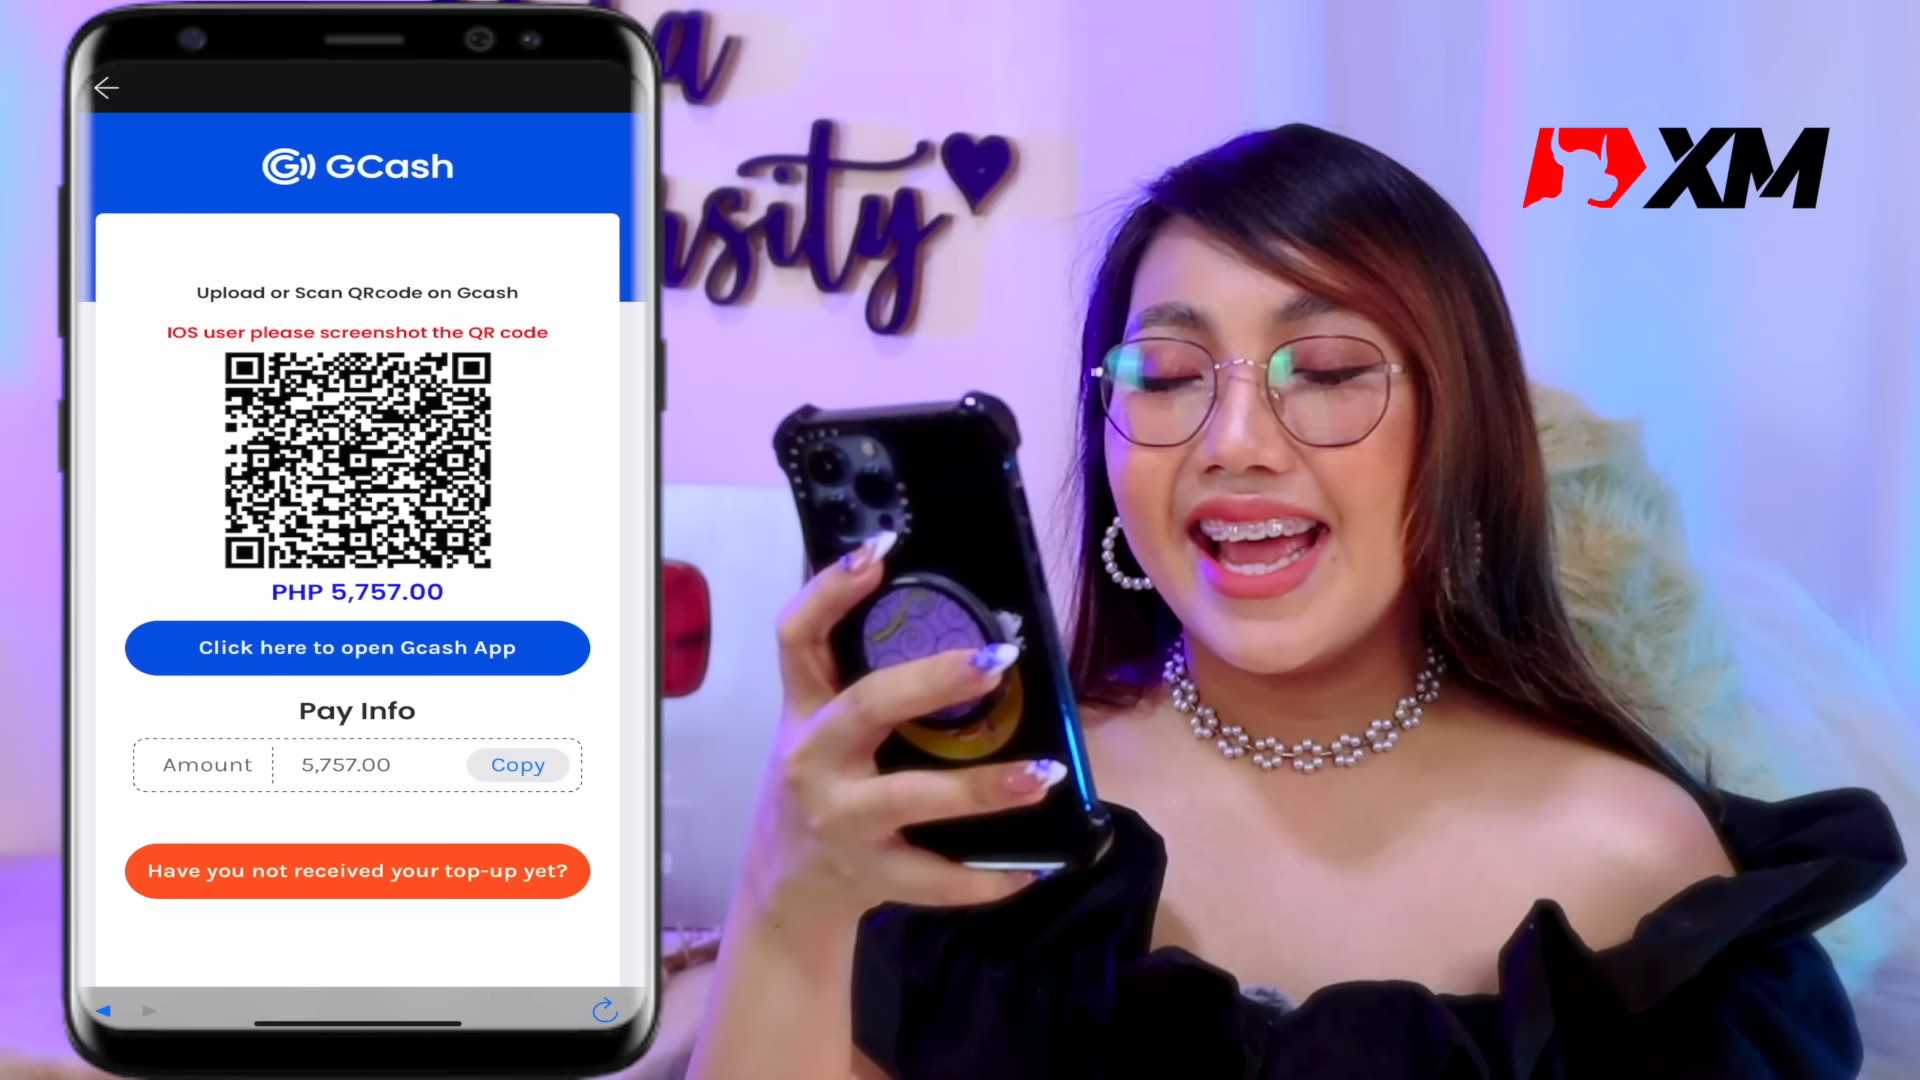 GCash
Upload or Scan QRcode on Gcash
IOS user please screenshot the QR code
PHP 5,757.00
Click here to open Gcash App
Pay Info
Amount 5,757.00 Copy
Have you not received your top-up yet?
XM